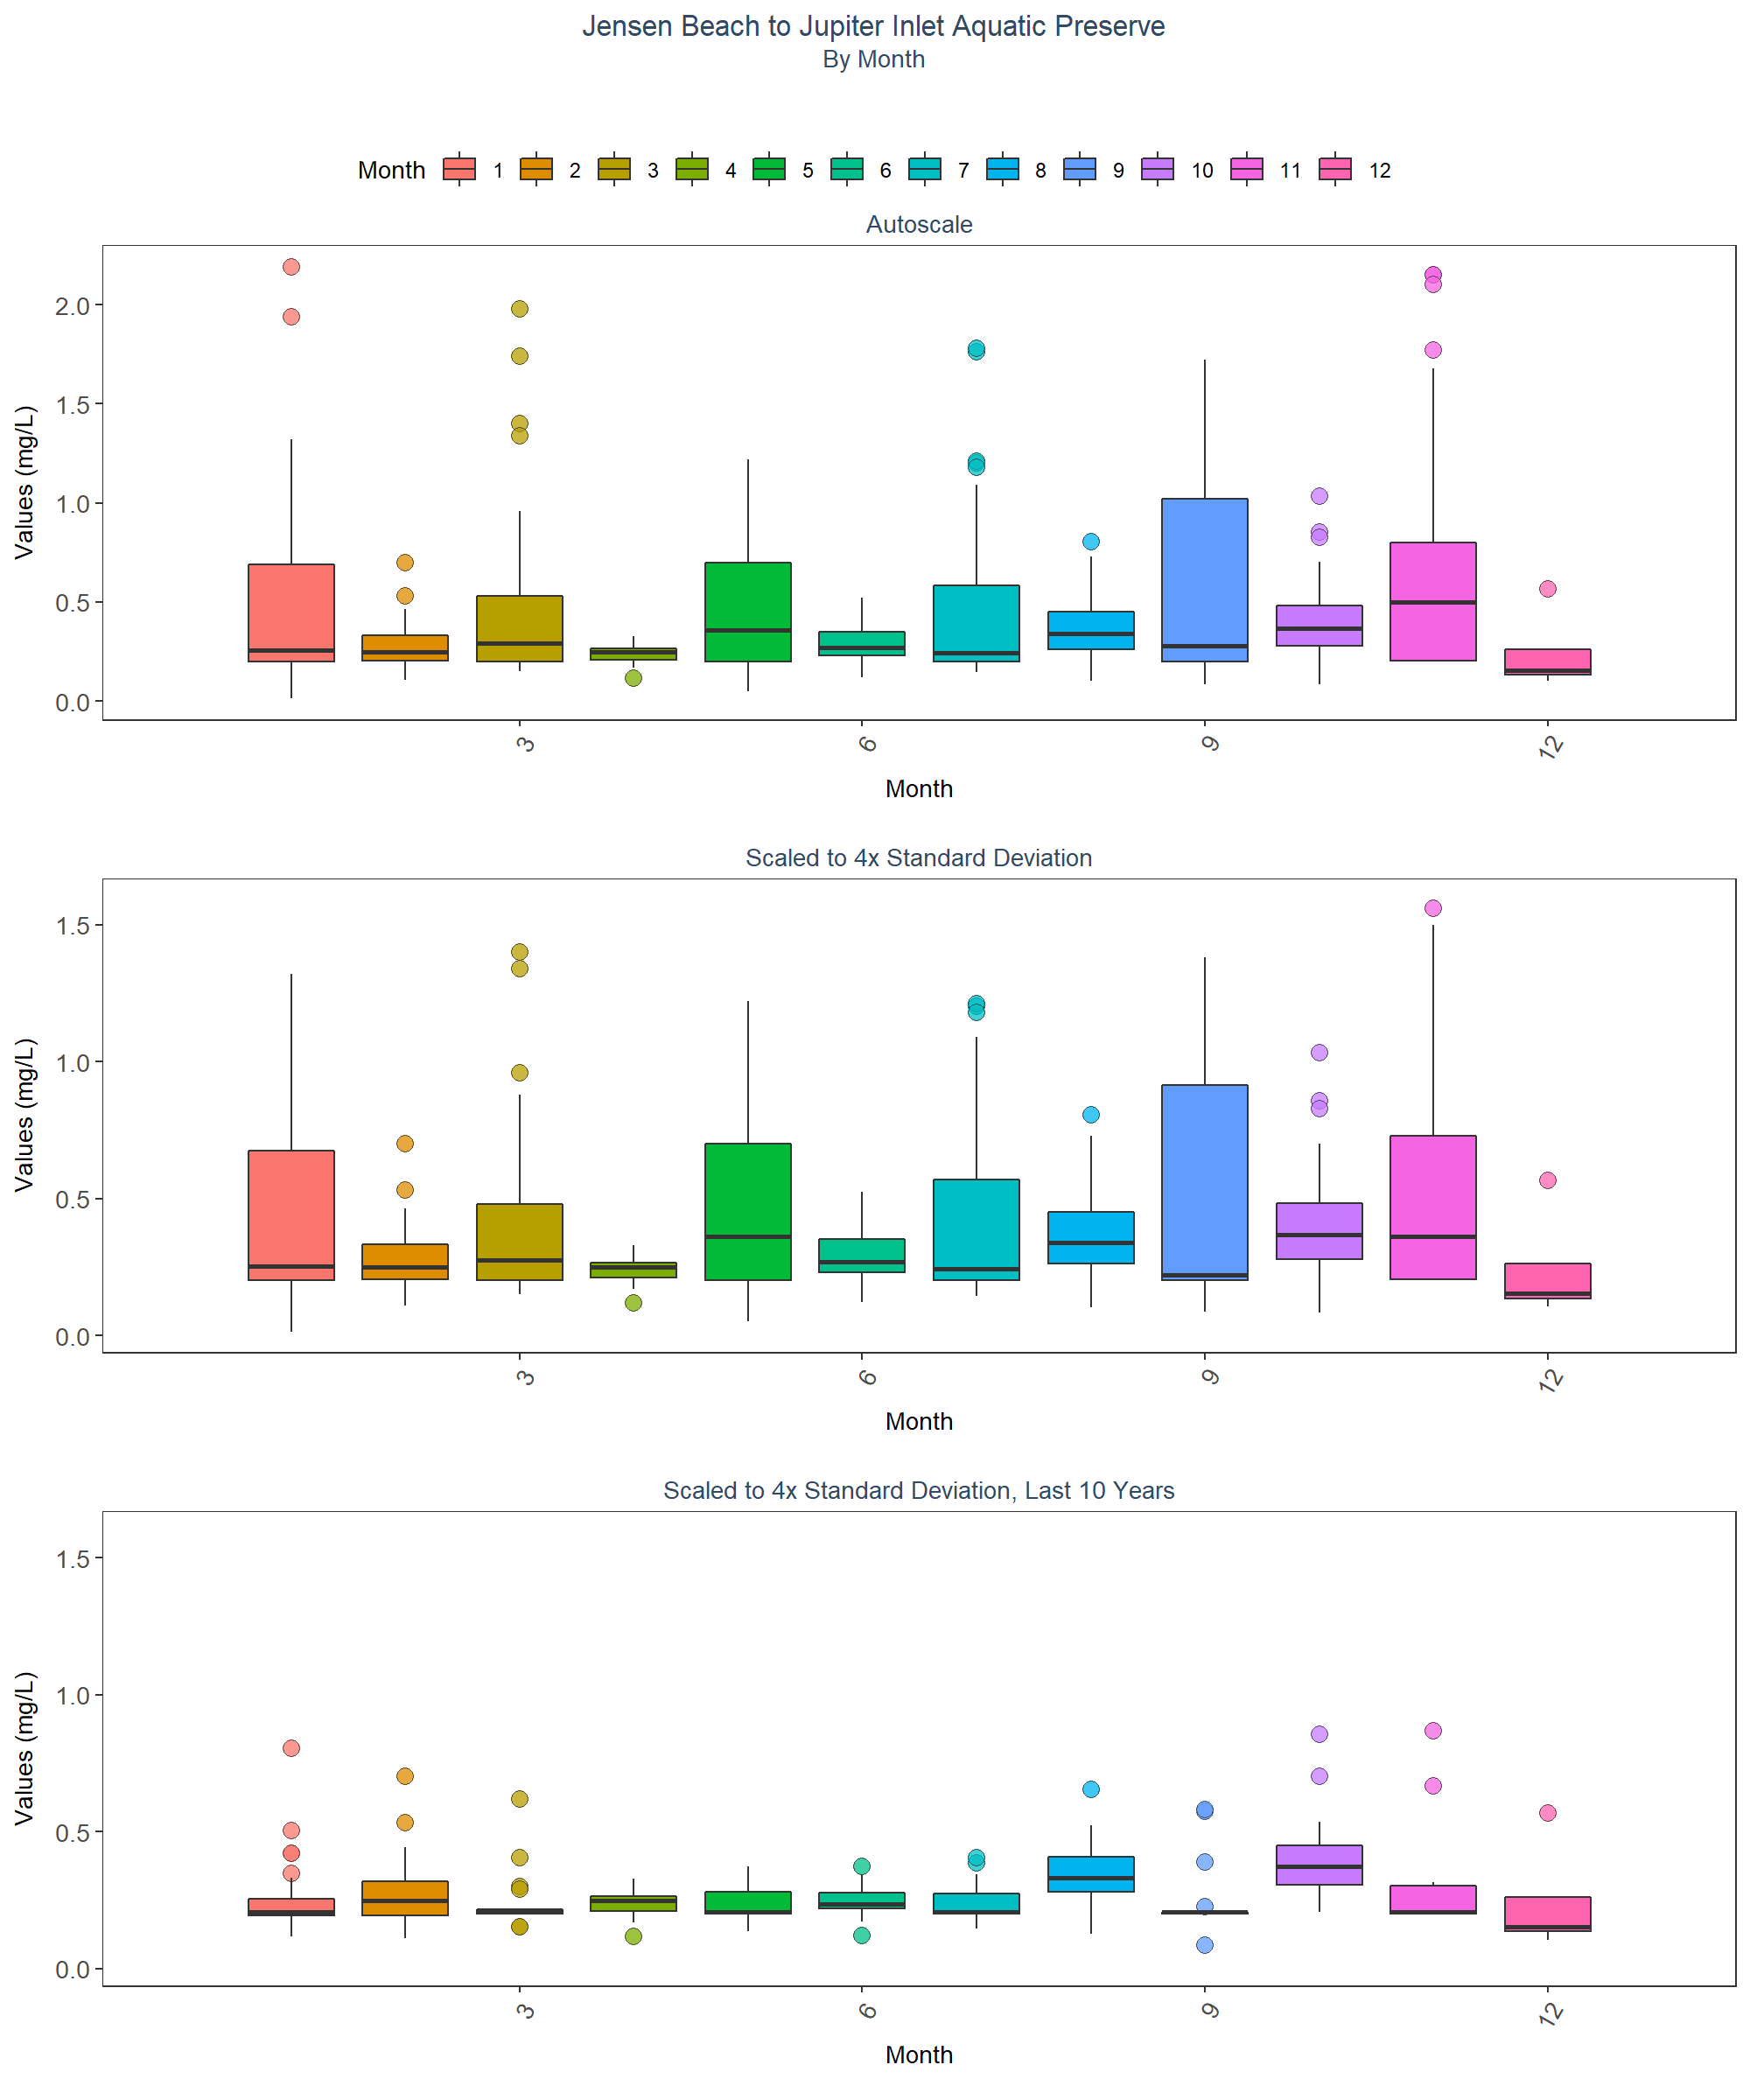 Jensen Beach to Jupiter Inlet Aquatic Preserve
By Month
Month 1 2 3 4 5 6 7 8 9 10 11 12
Autoscale
Values (mg/L)
2.0
1.5
1.0
0.5
0.0
3 6 9 12
Month
Scaled to 4x Standard Deviation
Values (mg/L)
1.5
1.0
0.5
0.0
3 6 9 12
Month
Scaled to 4x Standard Deviation, Last 10 Years
Values (mg/L)
1.5
1.0
0.5
0.0
3 6 9 12
Month